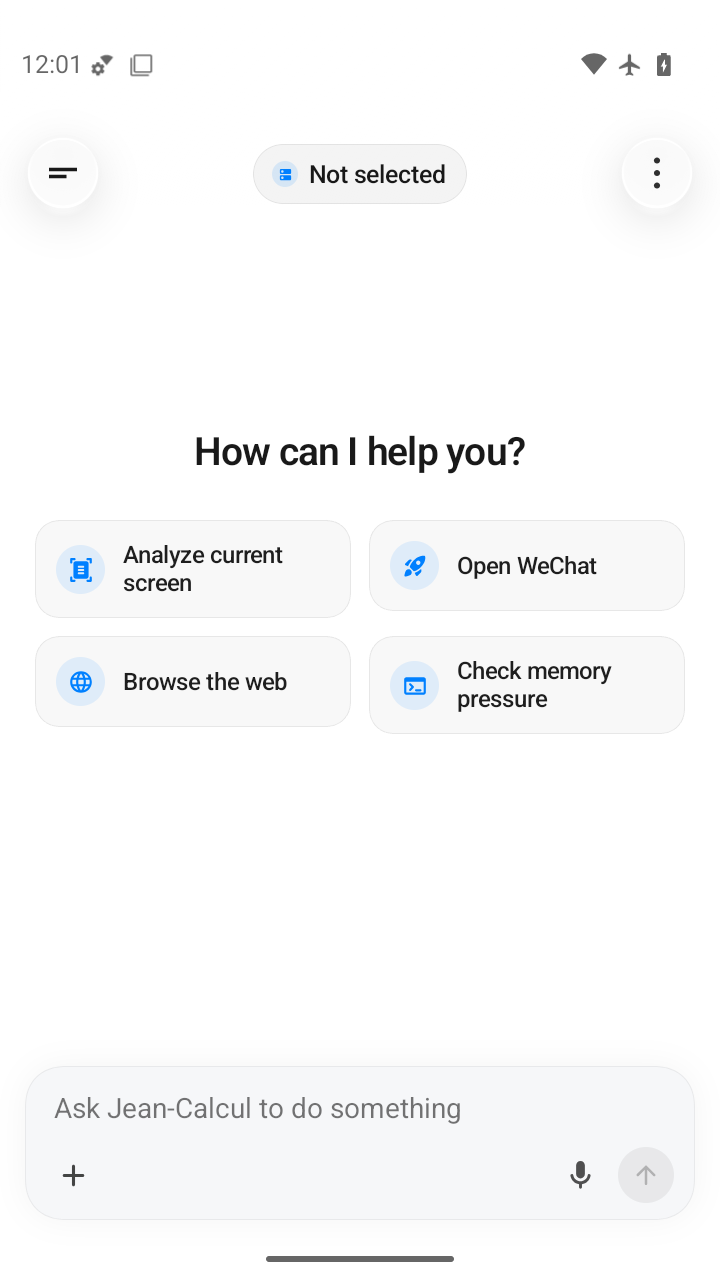 12:01
Not selected
How can I help you?
Analyze current
screen
Open WeChat
Browse the web
Check memory
pressure
Ask Jean-Calcul to do something